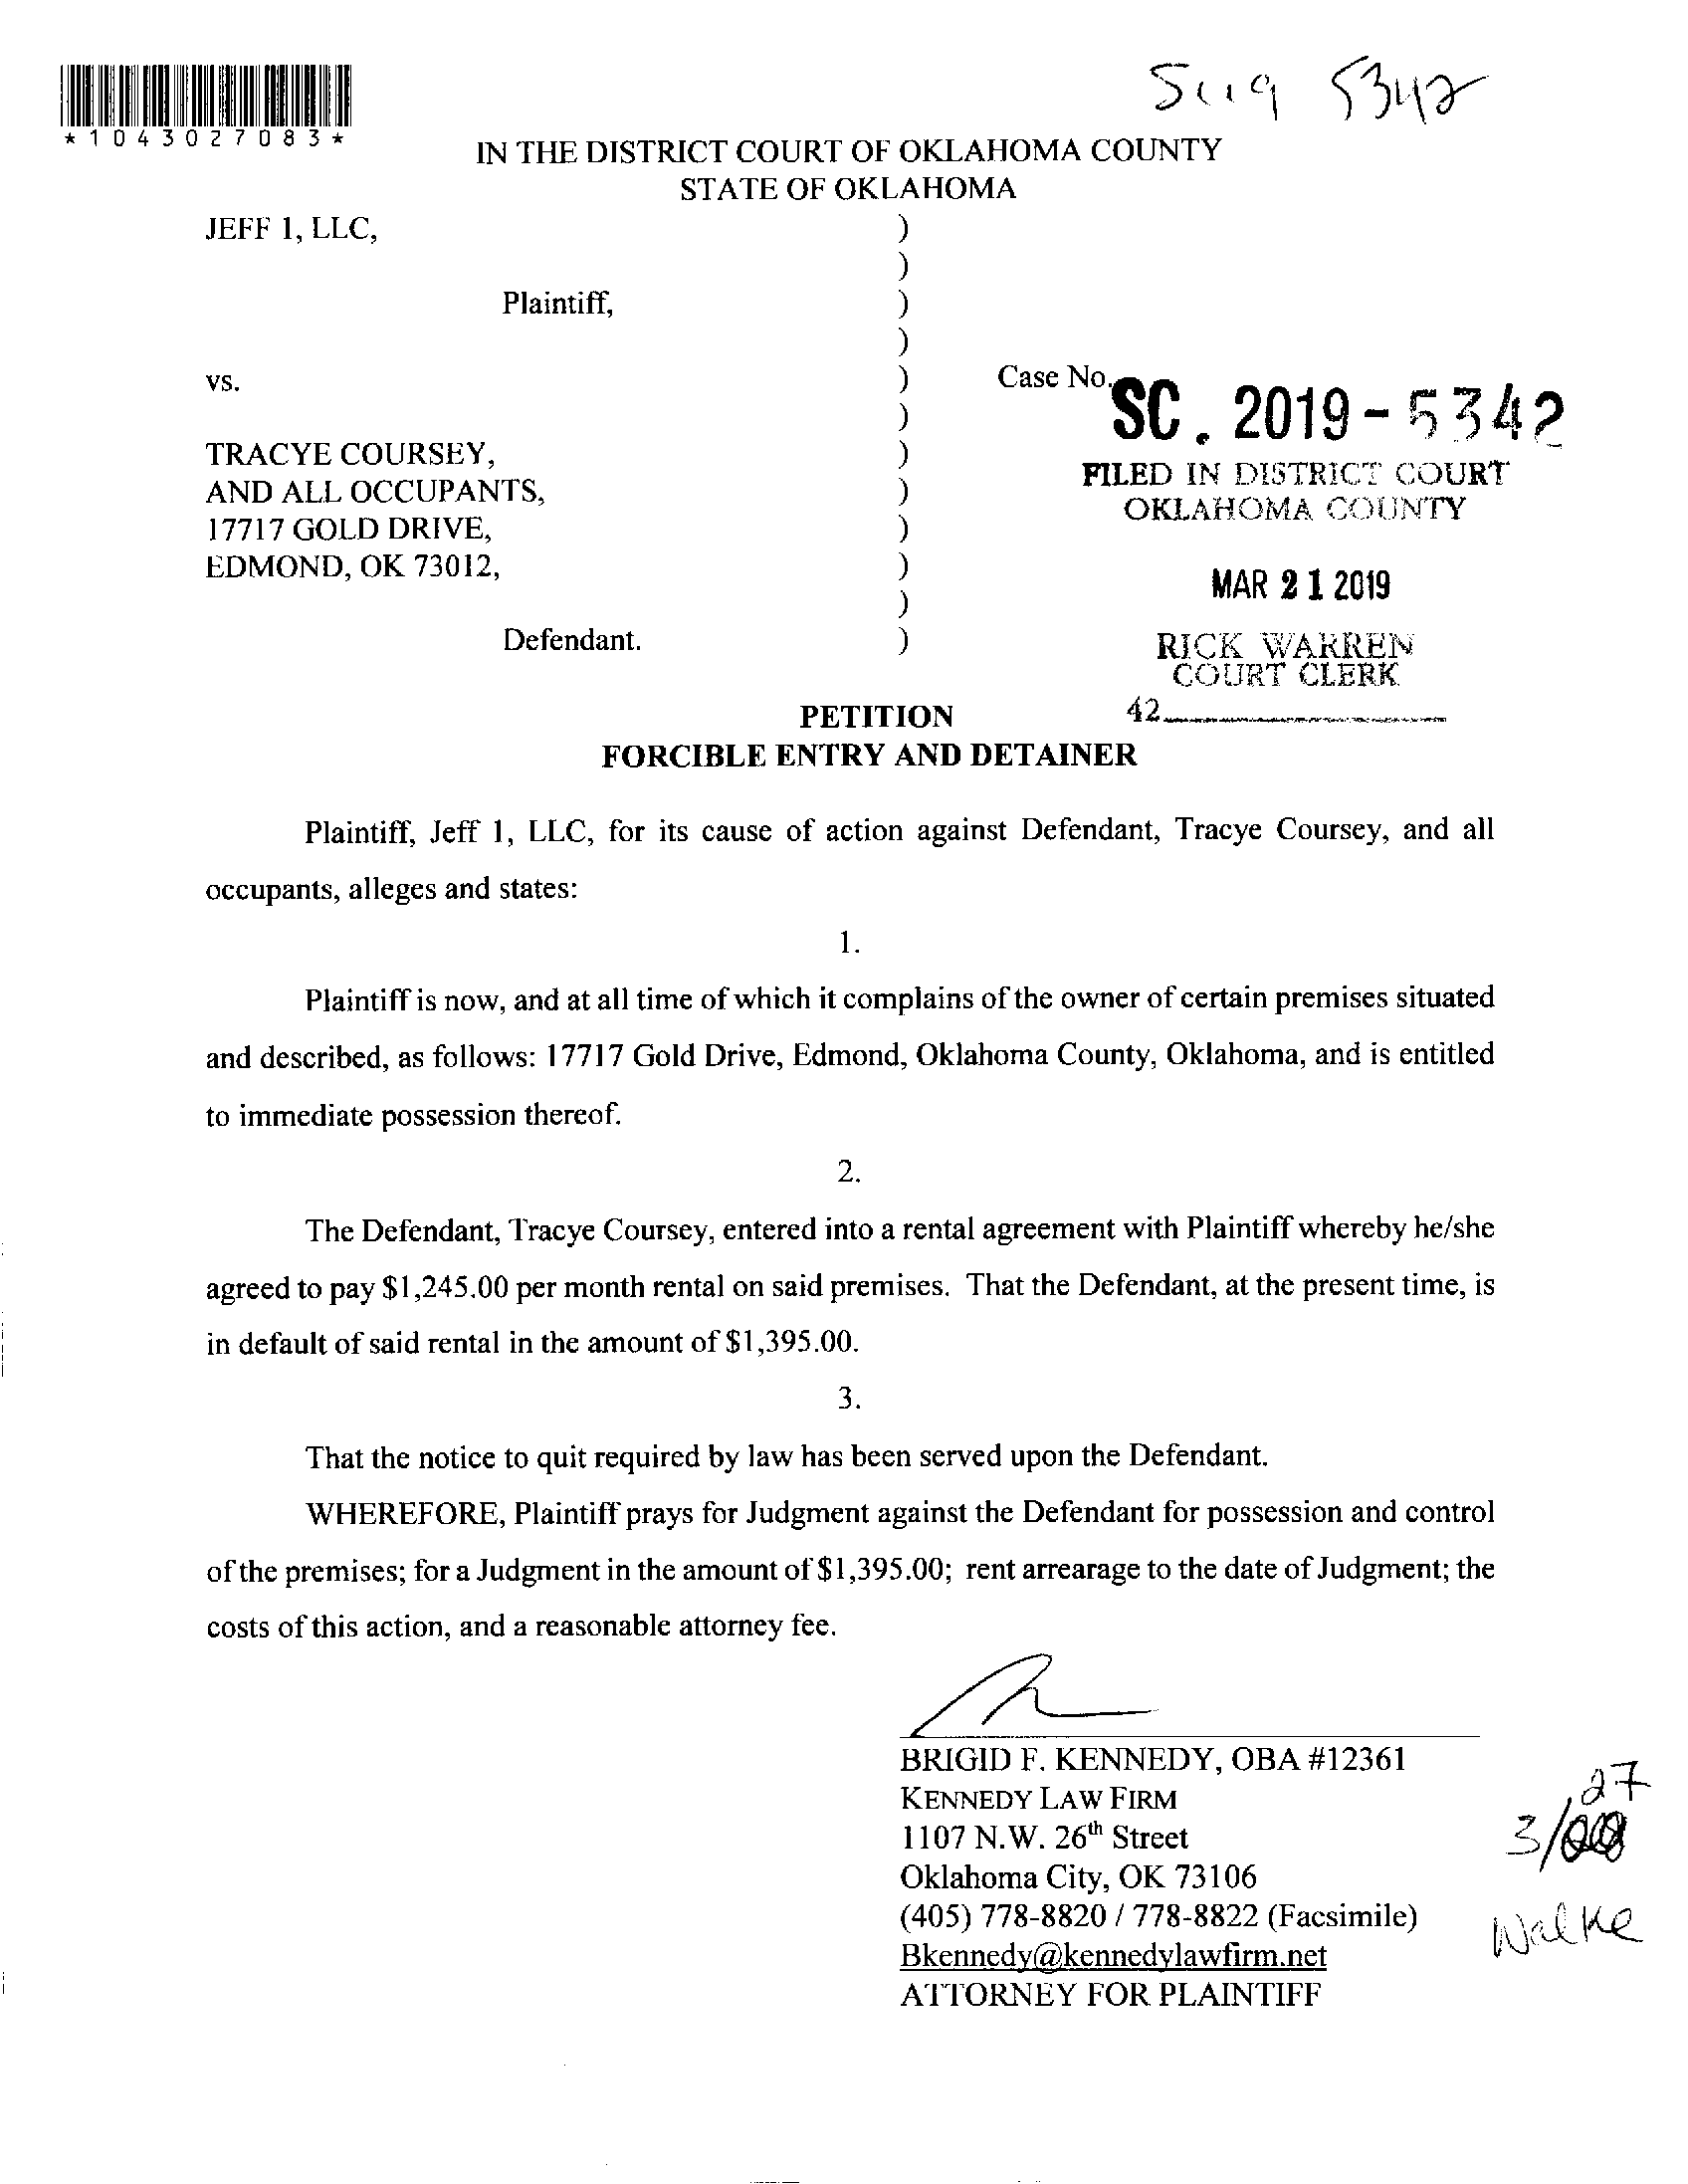 SC19 5342
*1043027083*
IN THE DISTRICT COURT OF OKLAHOMA COUNTY
STATE OF OKLAHOMA
JEFF 1, LLC, )
)
Plaintiff, )
)
vs. ) Case No. SC. 2019-5342
)
TRACYE COURSEY, )
AND ALL OCCUPANTS, )
17717 GOLD DRIVE, )
EDMOND, OK 73012, )
)
Defendant. )
FILED IN DISTRICT COURT
OKLAHOMA COUNTY
MAR 21 2019
RICK WARREN
COURT CLERK
42
PETITION
FORCIBLE ENTRY AND DETAINER
Plaintiff, Jeff 1, LLC, for its cause of action against Defendant, Tracye Coursey, and all
occupants, alleges and states:
1.
Plaintiff is now, and at all time of which it complains of the owner of certain premises situated
and described, as follows: 17717 Gold Drive, Edmond, Oklahoma County, Oklahoma, and is entitled
to immediate possession thereof.
2.
The Defendant, Tracye Coursey, entered into a rental agreement with Plaintiff whereby he/she
agreed to pay $1,245.00 per month rental on said premises. That the Defendant, at the present time, is
in default of said rental in the amount of $1,395.00.
3.
That the notice to quit required by law has been served upon the Defendant.
WHEREFORE, Plaintiff prays for Judgment against the Defendant for possession and control
of the premises; for a Judgment in the amount of $1,395.00; rent arrearage to the date of Judgment; the
costs of this action, and a reasonable attorney fee.
BRIGID F. KENNEDY, OBA #12361
KENNEDY LAW FIRM
1107 N.W. 26th Street
Oklahoma City, OK 73106
(405) 778-8820 / 778-8822 (Facsimile)
Bkennedy@kennedylawfirm.net
ATTORNEY FOR PLAINTIFF
3/27
Walke